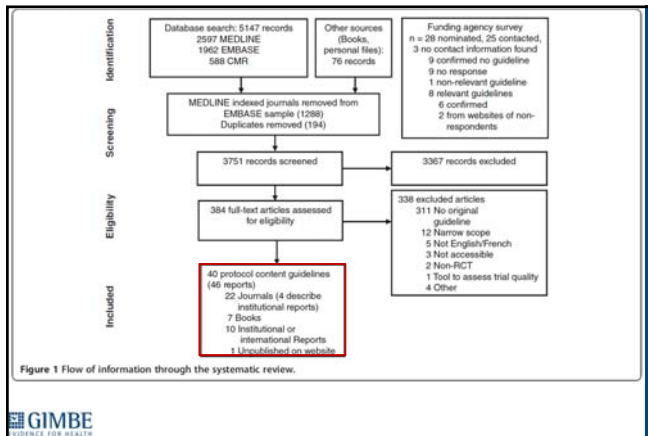 Identification
Database search: 5147 records
2597 MEDLINE
1962 EMBASE
588 CMR
Other sources
(Books,
personal files):
76 records
Funding agency survey
n = 28 nominated, 25 contacted,
3 no contact information found
9 confirmed no guideline
9 no response
1 non-relevant guideline
8 relevant guidelines
6 confirmed
2 from websites of non-
respondents
Screening
MEDLINE indexed journals removed from
EMBASE sample (1288)
Duplicates removed (194)
3751 records screened
3367 records excluded
Eligibility
384 full-text articles assessed
for eligibility
338 excluded articles
311 No original
guideline
12 Narrow scope
5 Not English/French
3 Not accessible
2 Non-RCT
1 Tool to assess trial quality
4 Other
Included
40 protocol content guidelines
(46 reports)
22 Journals (4 describe
institutional reports)
7 Books
10 Institutional or
international Reports
1 Unpublished on website
Figure 1 Flow of information through the systematic review.
GIMBE
EVIDENCE FOR HEALTH